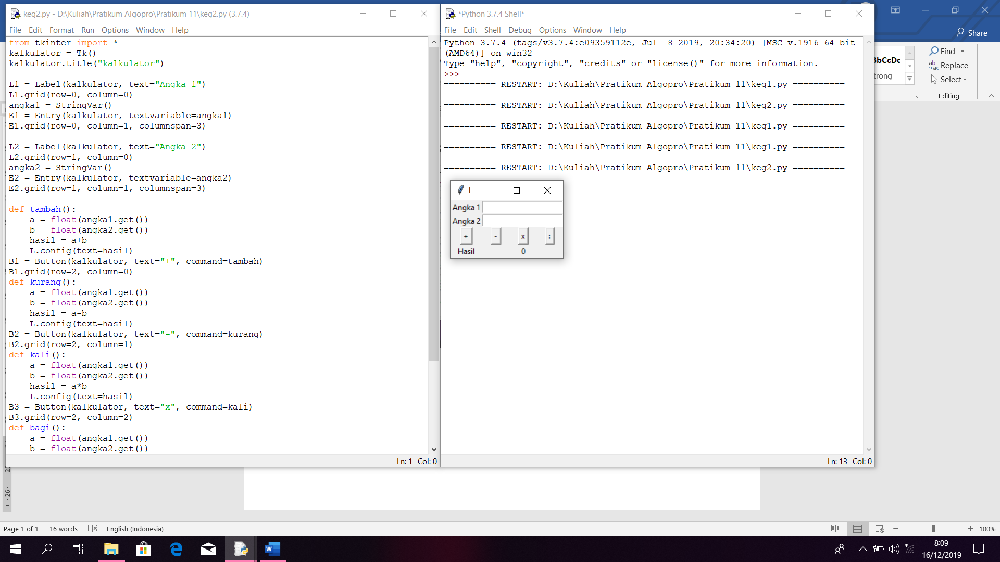 keg2.py - D:\Kuliah\Pratikum Algopro\Pratikum 11\keg2.py (3.7.4)
File Edit Format Run Options Window Help
from tkinter import *
kalkulator = Tk()
kalkulator.title("kalkulator")
L1 = Label(kalkulator, text="Angka 1")
L1.grid(row=0, column=0)
angka1 = StringVar()
E1 = Entry(kalkulator, textvariable=angka1)
E1.grid(row=0, column=1, columnspan=3)
L2 = Label(kalkulator, text="Angka 2")
L2.grid(row=1, column=0)
angka2 = StringVar()
E2 = Entry(kalkulator, textvariable=angka2)
E2.grid(row=1, column=1, columnspan=3)
def tambah():
    a = float(angka1.get())
    b = float(angka2.get())
    hasil = a+b
    L.config(text=hasil)
B1 = Button(kalkulator, text="+", command=tambah)
B1.grid(row=2, column=0)
def kurang():
    a = float(angka1.get())
    b = float(angka2.get())
    hasil = a-b
    L.config(text=hasil)
B2 = Button(kalkulator, text="-", command=kurang)
B2.grid(row=2, column=1)
def kali():
    a = float(angka1.get())
    b = float(angka2.get())
    hasil = a*b
    L.config(text=hasil)
B3 = Button(kalkulator, text="x", command=kali)
B3.grid(row=2, column=2)
def bagi():
    a = float(angka1.get())
    b = float(angka2.get())
Ln: 1 Col: 0
*Python 3.7.4 Shell*
File Edit Shell Debug Options Window Help
Python 3.7.4 (tags/v3.7.4:e09359112e, Jul  8 2019, 20:34:20) [MSC v.1916 64 bit
(AMD64)] on win32
Type "help", "copyright", "credits" or "license()" for more information.
>>>
========== RESTART: D:\Kuliah\Pratikum Algopro\Pratikum 11\keg1.py ==========
========== RESTART: D:\Kuliah\Pratikum Algopro\Pratikum 11\keg2.py ==========
========== RESTART: D:\Kuliah\Pratikum Algopro\Pratikum 11\keg1.py ==========
========== RESTART: D:\Kuliah\Pratikum Algopro\Pratikum 11\keg1.py ==========
========== RESTART: D:\Kuliah\Pratikum Algopro\Pratikum 11\keg2.py ==========
Angka 1
Angka 2
+ - x :
Hasil 0
Ln: 13 Col: 0
Share
Find
Replace
Select
Editing
Page 1 of 1 16 words English (Indonesia) 100%
8:09
16/12/2019